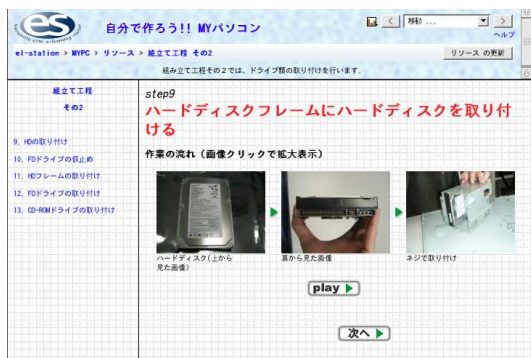 es
自分で作ろう!! MYパソコン
< 移動 ... >
ヘルプ
el-station > MYPC > リソース > 組立て工程 その2
リソース の更新
組み立て工程その2では、ドライブ類の取り付けを行います。
組立て工程
その2
9. HDの取り付け
10. FDドライブの仮止め
11. HDフレームの取り付け
12. FDドライブの取り付け
13. CD-ROMドライブの取り付け
step9
ハードディスクフレームにハードディスクを取り付
ける
作業の流れ(画像クリックで拡大表示)
ハードディスク(上から
見た画像)
真から見た画像
ネジで取り付け
play
次へ